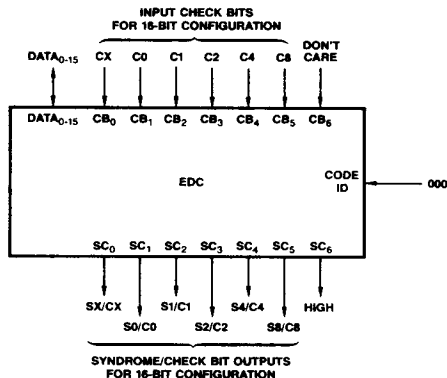 INPUT CHECK BITS
FOR 16-BIT CONFIGURATION
DATA0-15 CX C0 C1 C2 C4 C8 DON'T CARE
DATA0-15 CB0 CB1 CB2 CB3 CB4 CB5 CB6
EDC
CODE ID
000
SC0 SC1 SC2 SC3 SC4 SC5 SC6
SX/CX S1/C1 S4/C4 HIGH
S0/C0 S2/C2 S8/C8
SYNDROME/CHECK BIT OUTPUTS
FOR 16-BIT CONFIGURATION